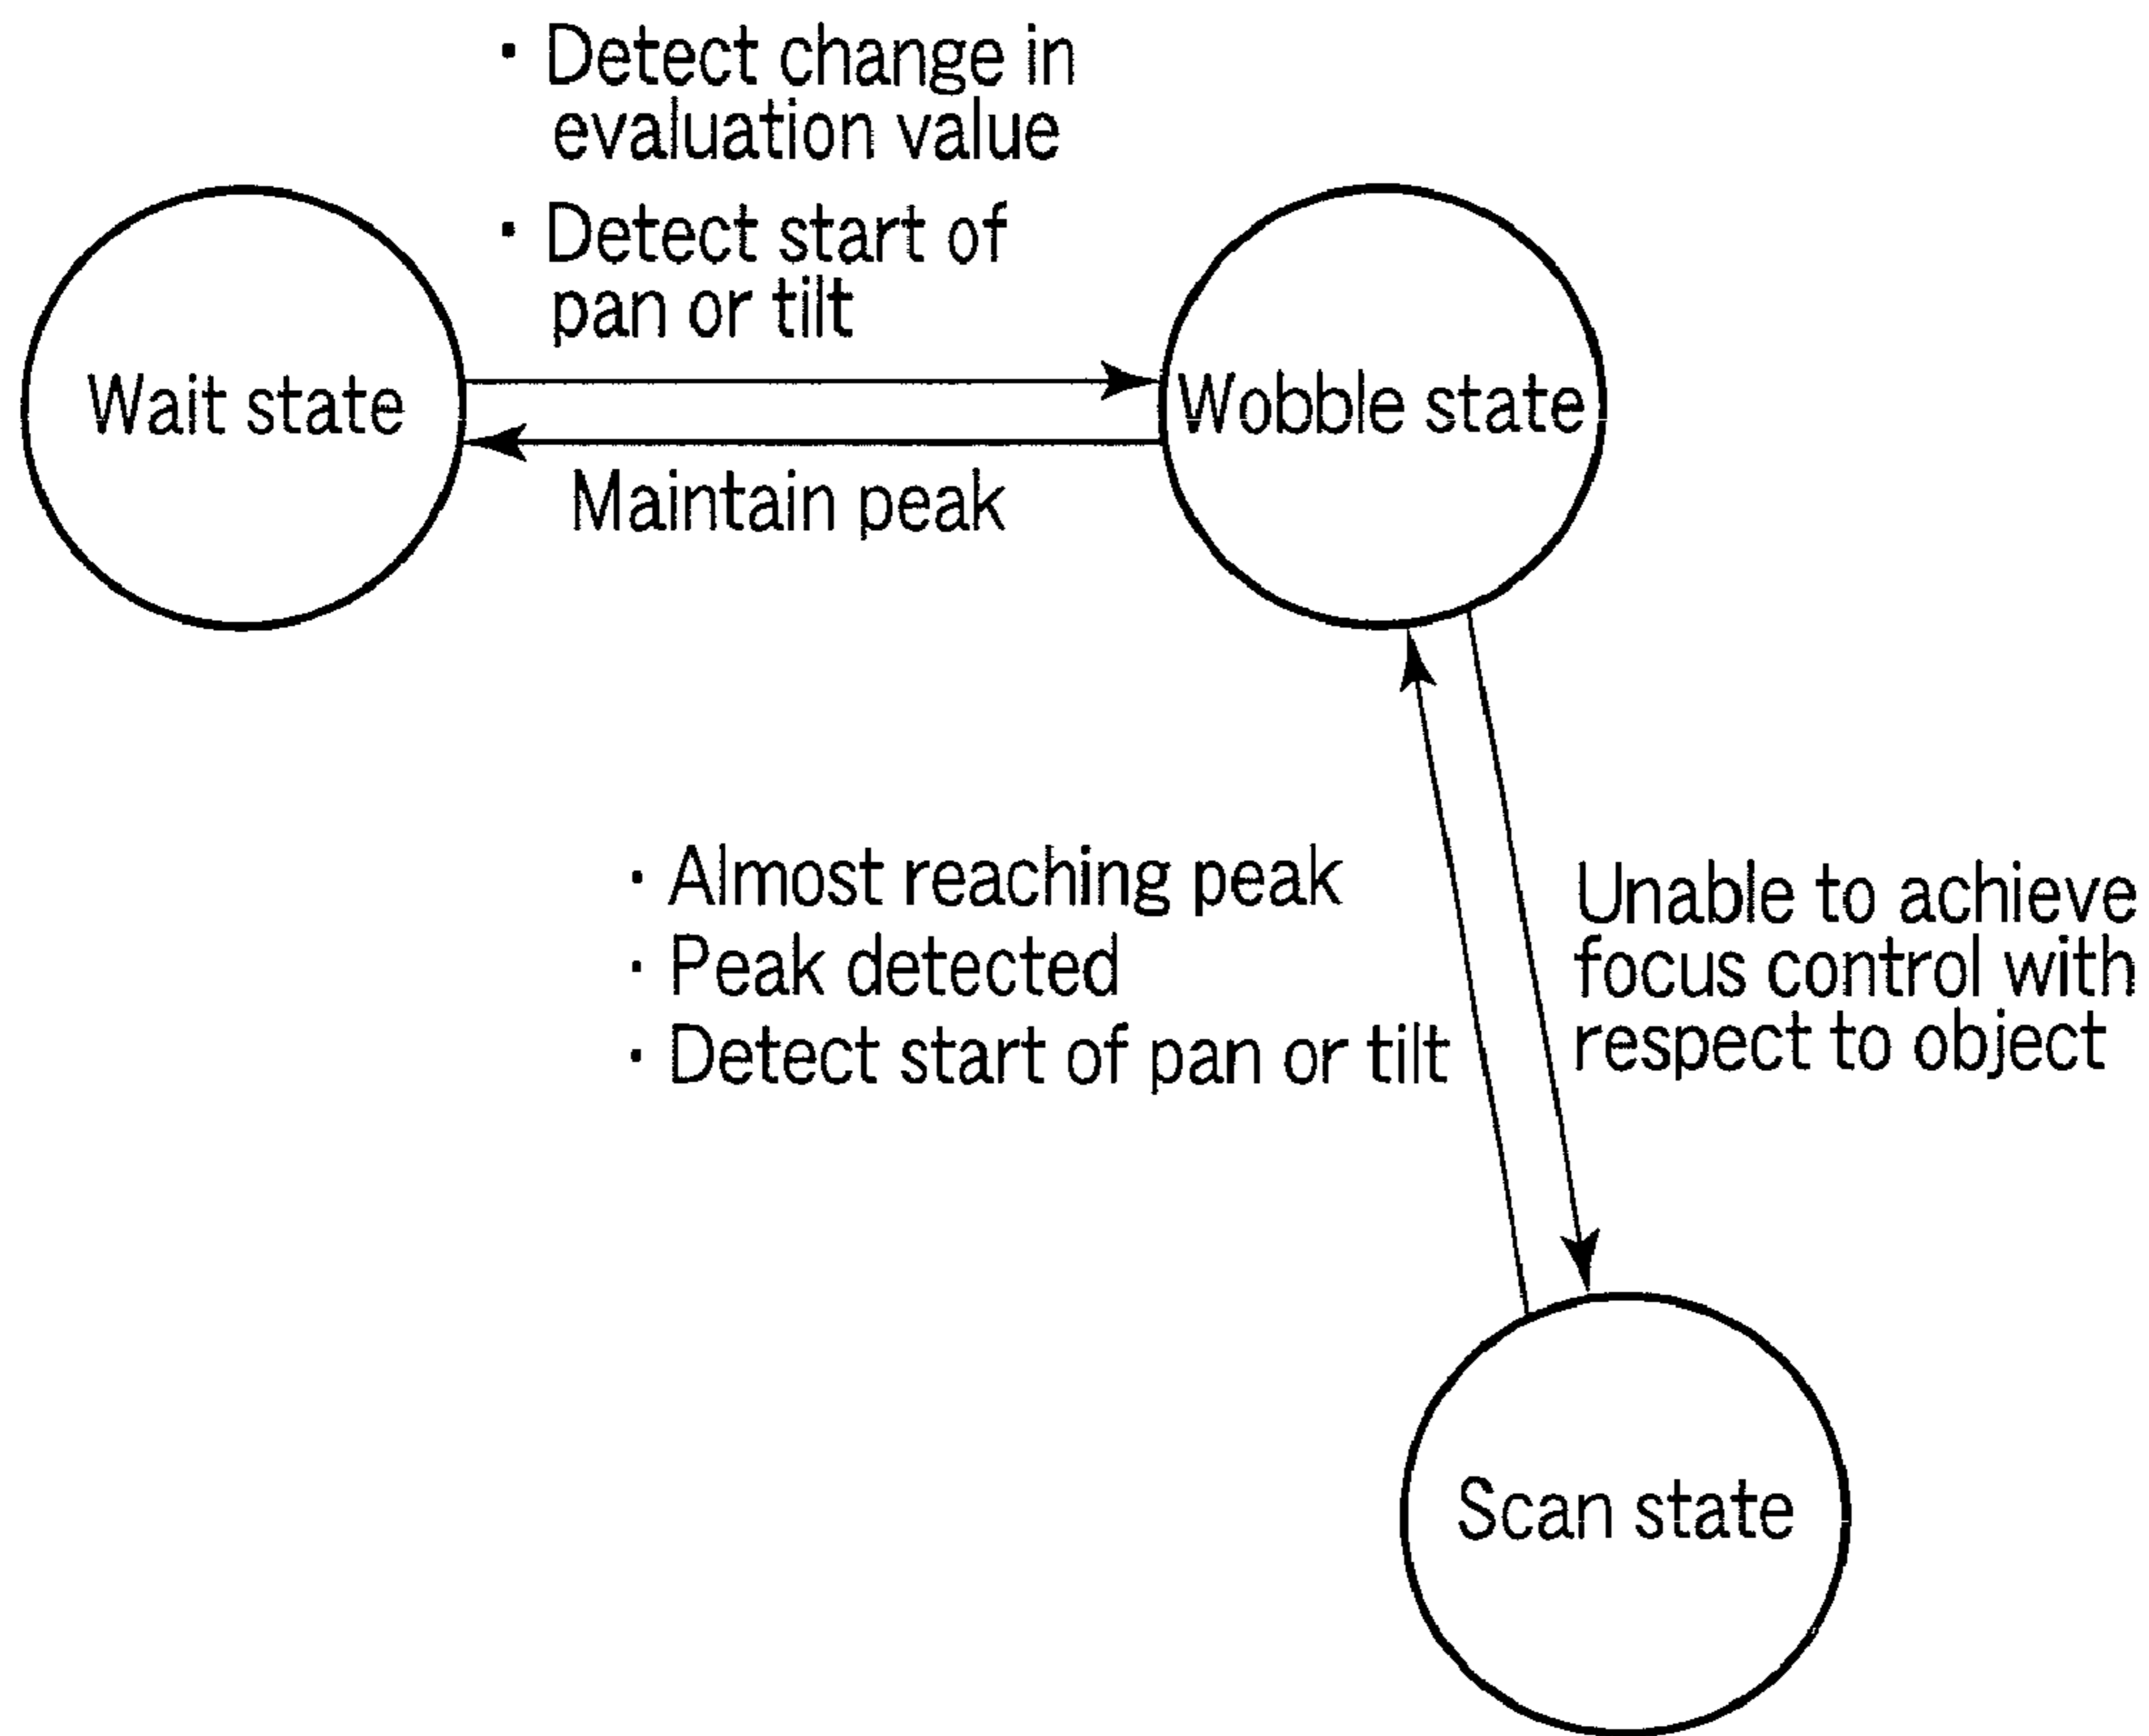 · Detect change in
evaluation value
· Detect start of
pan or tilt
Wait state
Wobble state
Maintain peak
· Almost reaching peak
· Peak detected
· Detect start of pan or tilt
Unable to achieve
focus control with
respect to object
Scan state